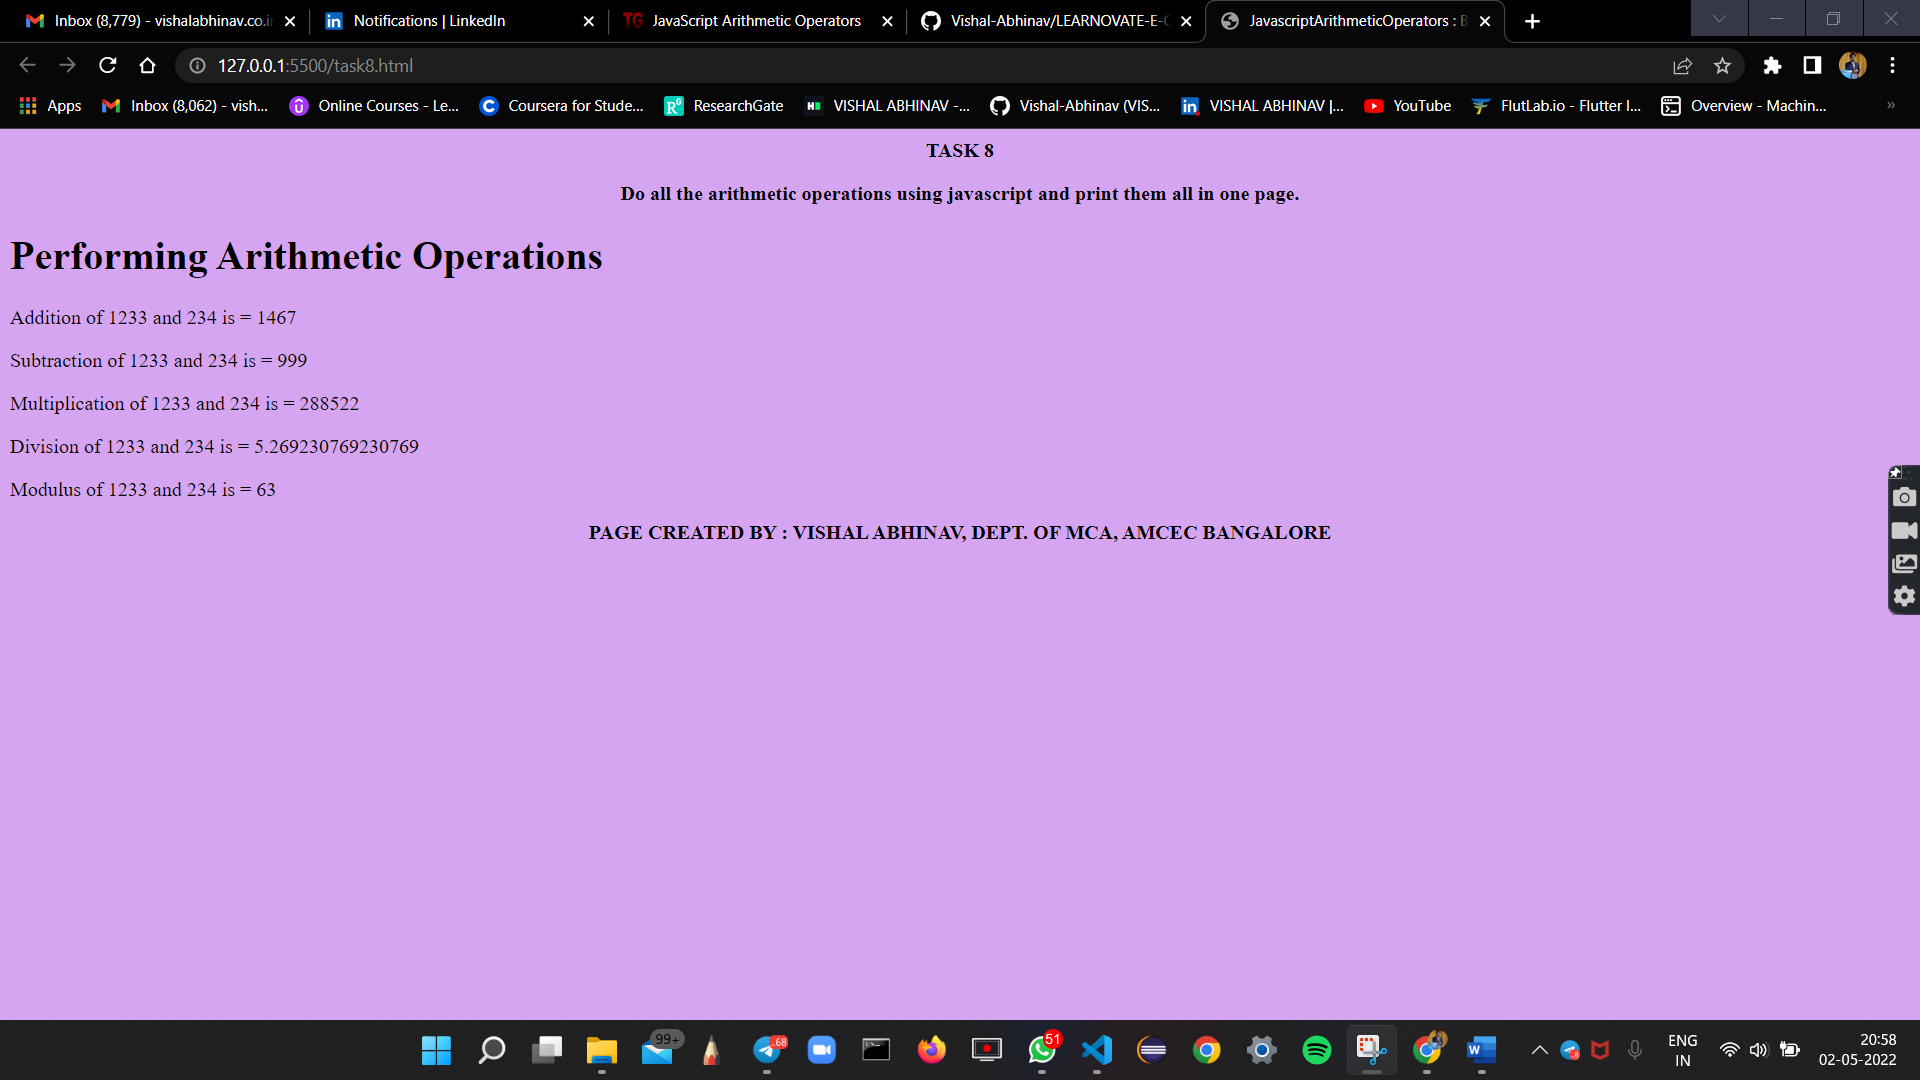 Inbox (8,779) - vishalabhinav.co.i
Notifications | LinkedIn
TG JavaScript Arithmetic Operators
Vishal-Abhinav/LEARNOVATE-E-C
JavascriptArithmeticOperators : B
127.0.0.1:5500/task8.html
Apps
Inbox (8,062) - vish...
Online Courses - Le...
Coursera for Stude...
ResearchGate
VISHAL ABHINAV -...
Vishal-Abhinav (VIS...
VISHAL ABHINAV |...
YouTube
FlutLab.io - Flutter I...
Overview - Machin...
»
TASK 8
Do all the arithmetic operations using javascript and print them all in one page.
Performing Arithmetic Operations
Addition of 1233 and 234 is = 1467
Subtraction of 1233 and 234 is = 999
Multiplication of 1233 and 234 is = 288522
Division of 1233 and 234 is = 5.269230769230769
Modulus of 1233 and 234 is = 63
PAGE CREATED BY : VISHAL ABHINAV, DEPT. OF MCA, AMCEC BANGALORE
99+
..68
51
ENG
IN
20:58
02-05-2022